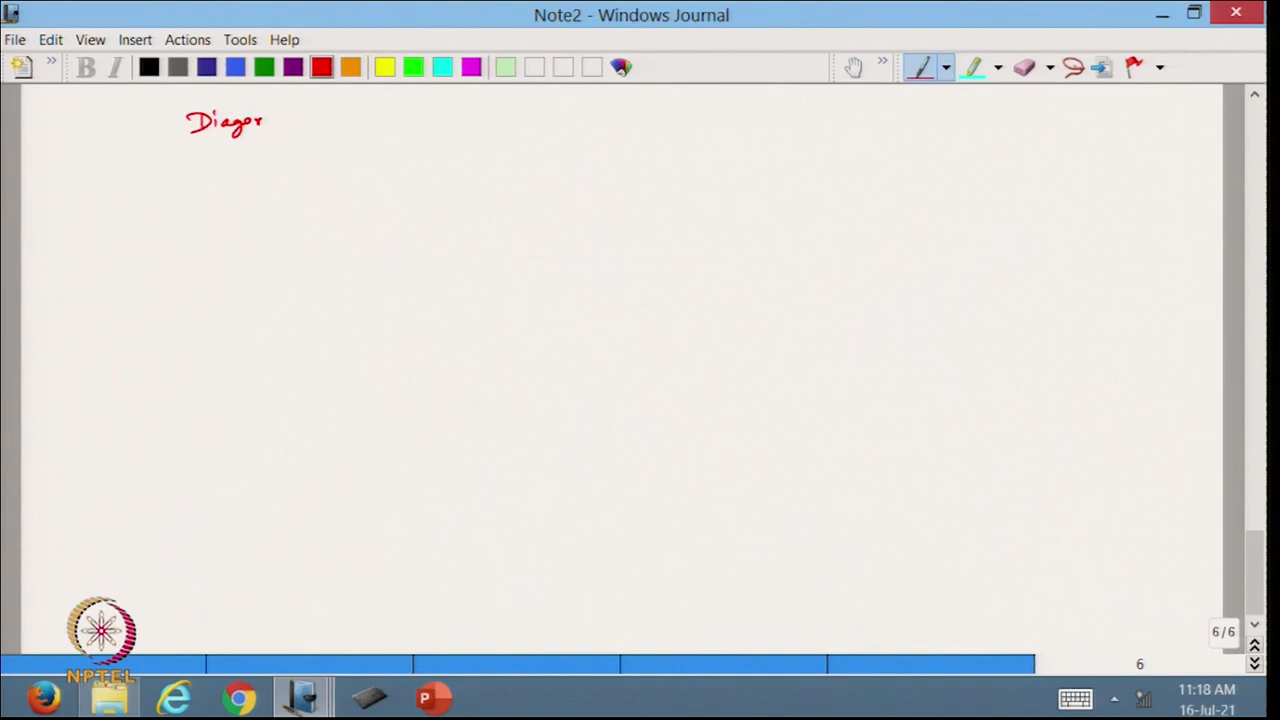 Note2 - Windows Journal
File Edit View Insert Actions Tools Help
B I
Diagor
6 / 6
6
NPTEL
11:18 AM
16-Jul-21